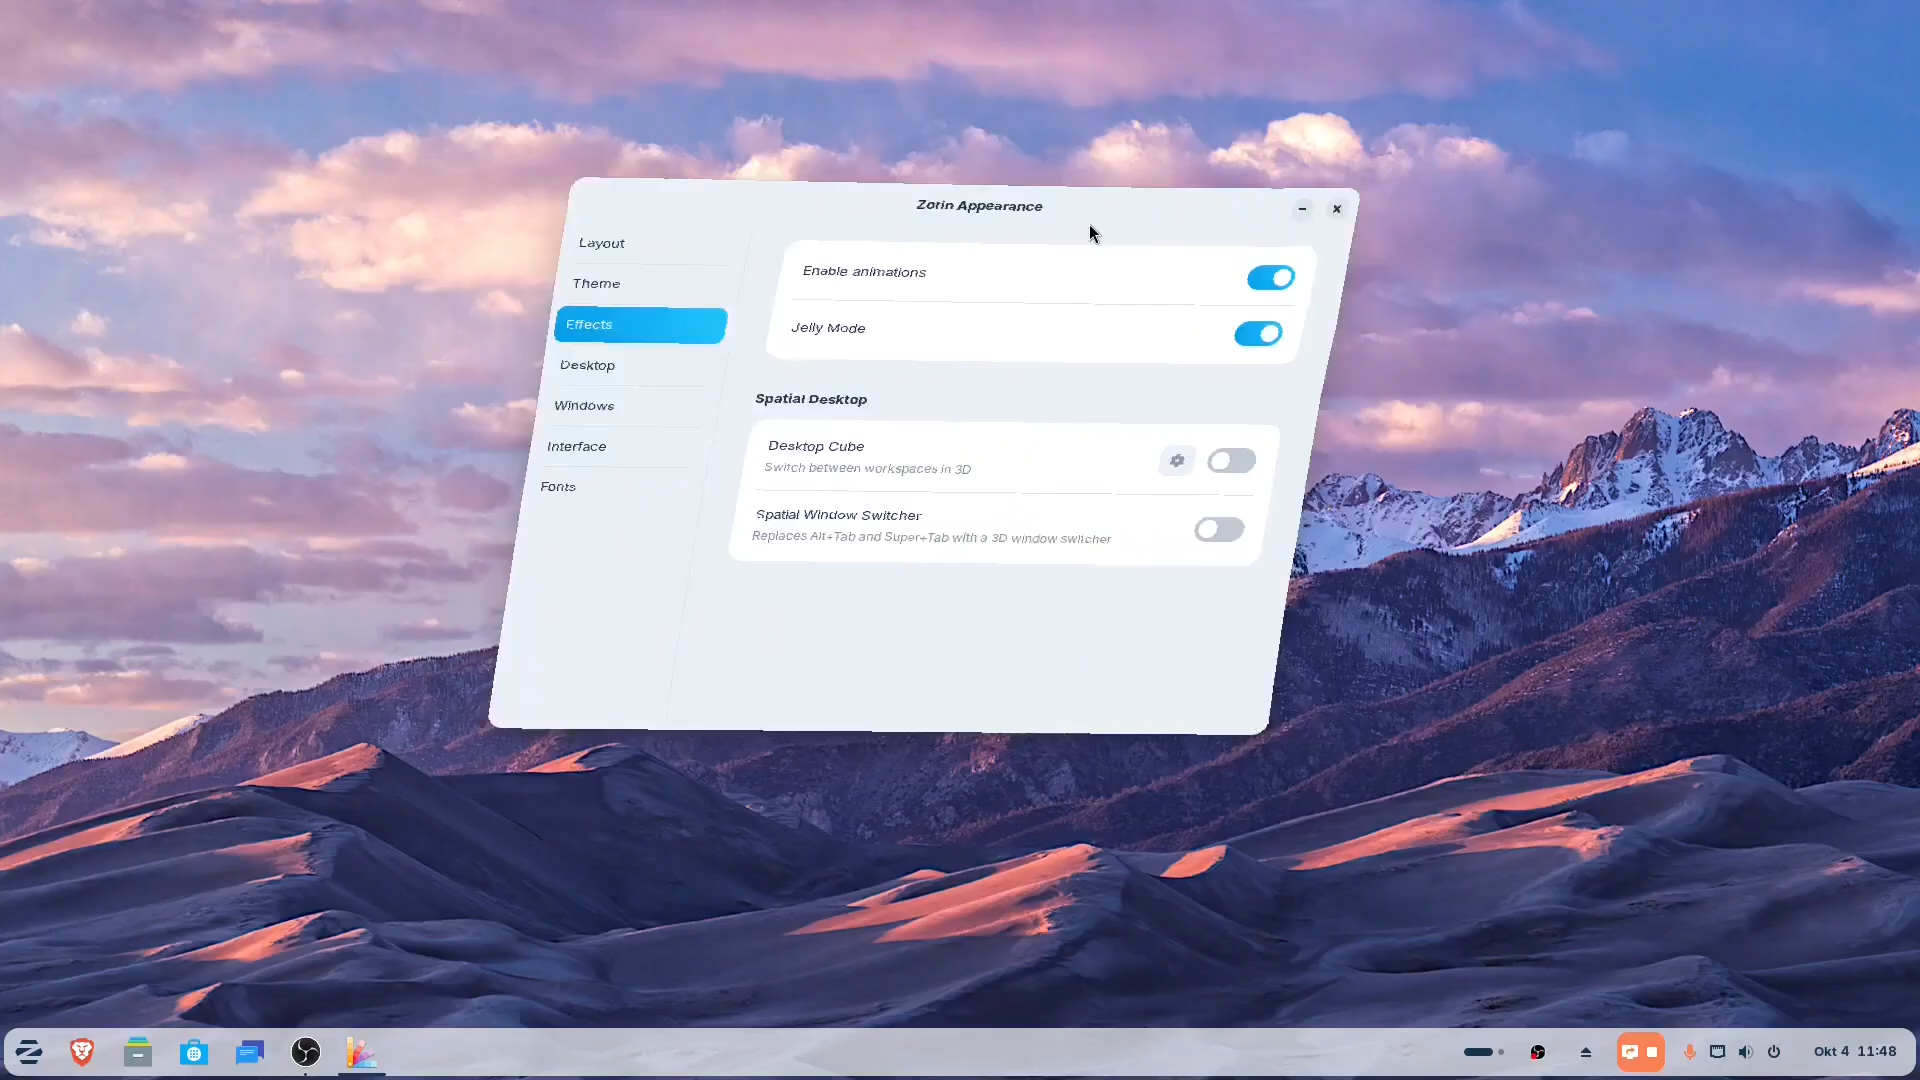 Zorin Appearance
Layout
Theme
Effects
Desktop
Windows
Interface
Fonts
Enable animations
Jelly Mode
Spatial Desktop
Desktop Cube
Switch between workspaces in 3D
Spatial Window Switcher
Replaces Alt+Tab and Super+Tab with a 3D window switcher
Okt 4 11:48